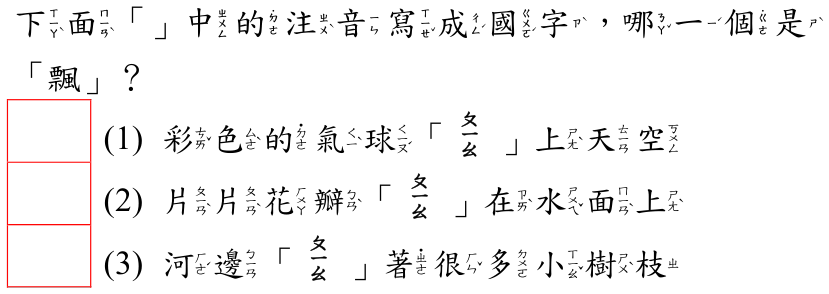 下面「 」中的注音寫成國字，哪一個是
「飄」？
(1) 彩色的氣球「ㄆㄧㄠ」上天空
(2) 片片花瓣「ㄆㄧㄠ」在水面上
(3) 河邊「ㄆㄧㄠ」著很多小樹枝